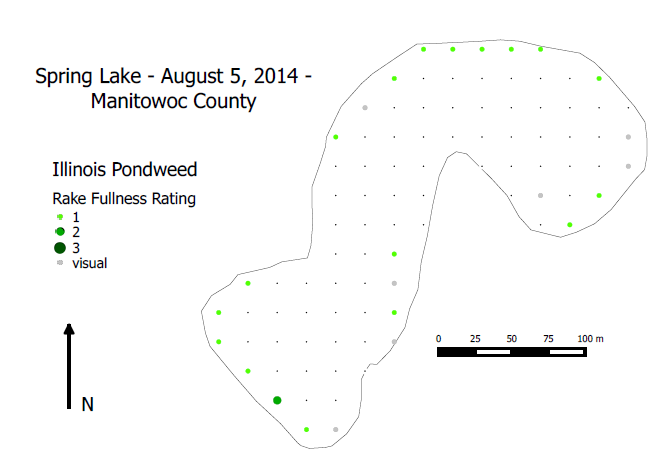 Spring Lake - August 5, 2014 -
Manitowoc County
Illinois Pondweed
Rake Fullness Rating
1
2
3
visual
0 25 50 75 100 m
N